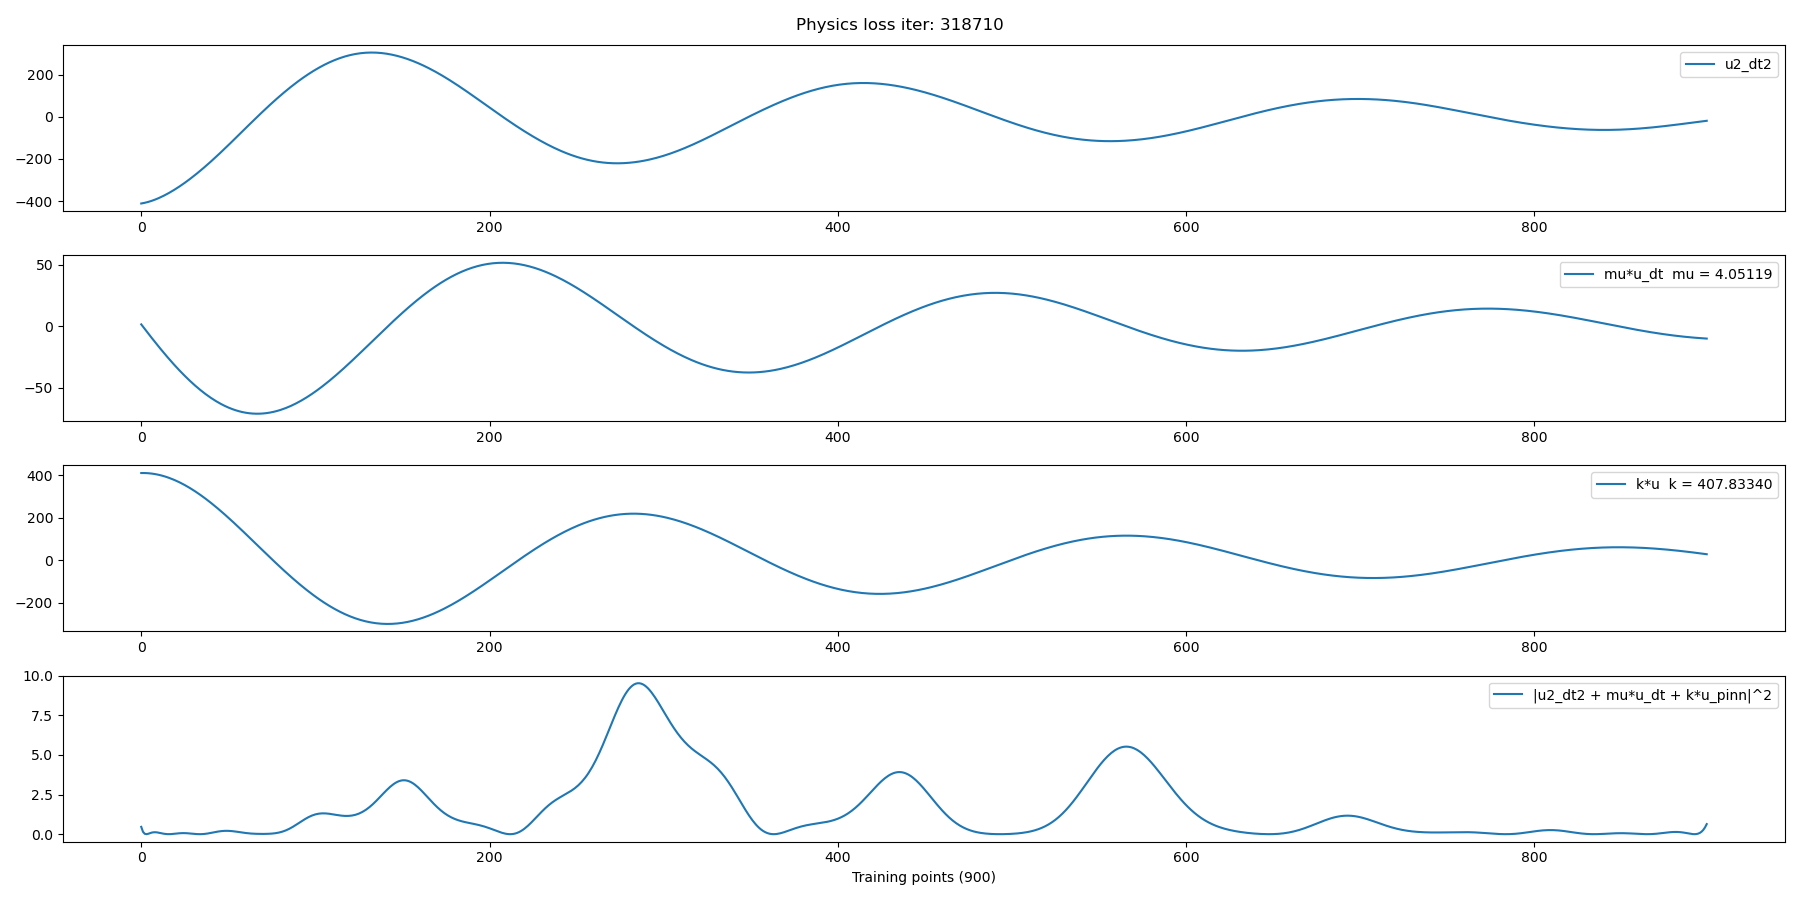 Physics loss iter: 318710
u2_dt2
200
0
−200
−400
0 200 400 600 800
mu*u_dt  mu = 4.05119
50
0
−50
0 200 400 600 800
k*u  k = 407.83340
400
200
0
−200
0 200 400 600 800
|u2_dt2 + mu*u_dt + k*u_pinn|^2
10.0
7.5
5.0
2.5
0.0
0 200 400 600 800
Training points (900)